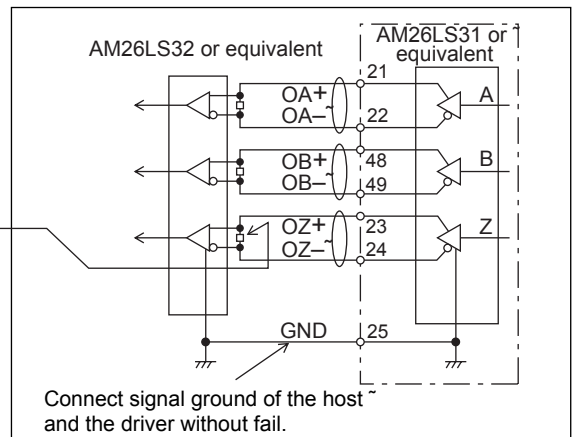 AM26LS32 or equivalent
AM26LS31 or ˜
equivalent
21
OA+
A
OA–˜
22
OB+
48
B
OB–˜
49
OZ+
23
Z
OZ–˜
24
GND
25
Connect signal ground of the host ˜
and the driver without fail.